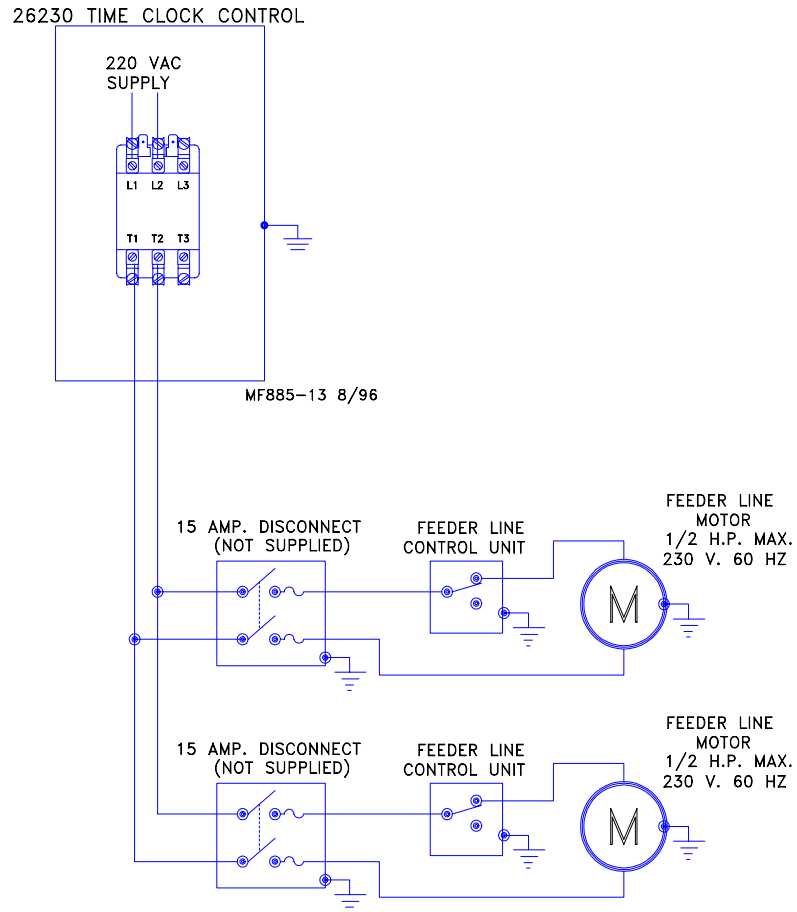 26230 TIME CLOCK CONTROL
220 VAC
SUPPLY
L1 L2 L3
T1 T2 T3
MF885-13 8/96
15 AMP. DISCONNECT
(NOT SUPPLIED)
FEEDER LINE
CONTROL UNIT
FEEDER LINE
MOTOR
1/2 H.P. MAX.
230 V. 60 HZ
M
15 AMP. DISCONNECT
(NOT SUPPLIED)
FEEDER LINE
CONTROL UNIT
FEEDER LINE
MOTOR
1/2 H.P. MAX.
230 V. 60 HZ
M